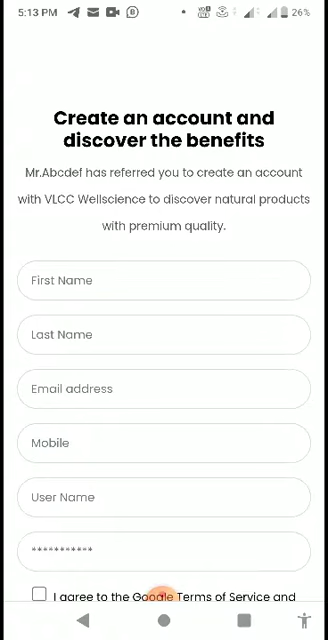 5:13 PM
26%
Create an account and
discover the benefits
Mr.Abcdef has referred you to create an account
with VLCC Wellscience to discover natural products
with premium quality.
First Name
Last Name
Email address
Mobile
User Name
***********
I agree to the Google Terms of Service and